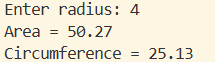 Enter radius: 4
Area = 50.27
Circumference = 25.13